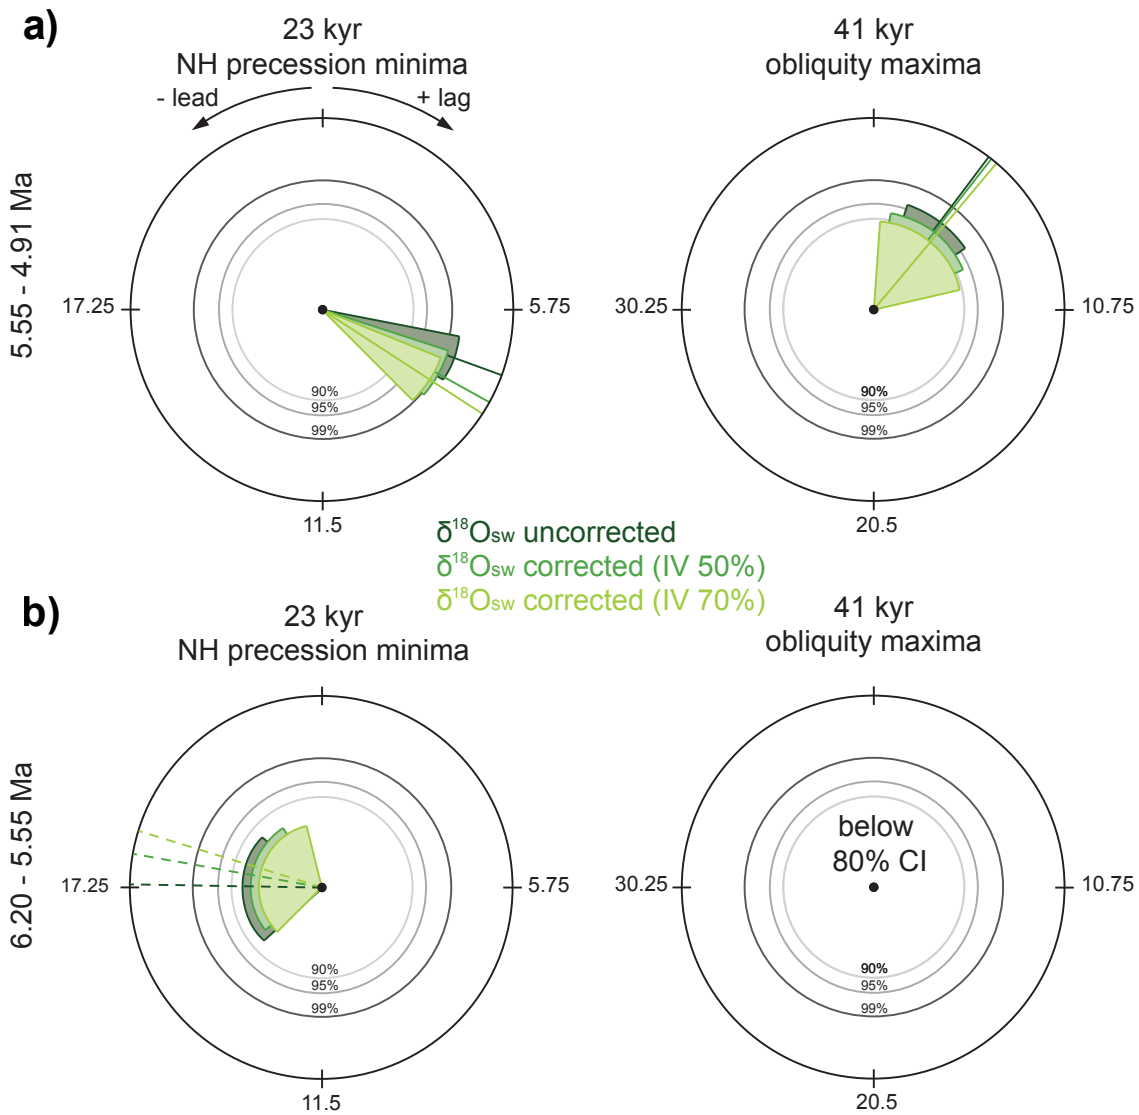 a)
23 kyr
NH precession minima
- lead
+ lag
41 kyr
obliquity maxima
5.55 - 4.91 Ma
17.25
5.75
90%
95%
99%
11.5
30.25
10.75
90%
95%
99%
20.5
δ¹⁸Osw uncorrected
δ¹⁸Osw corrected (IV 50%)
δ¹⁸Osw corrected (IV 70%)
b)
23 kyr
NH precession minima
41 kyr
obliquity maxima
6.20 - 5.55 Ma
17.25
5.75
90%
95%
99%
11.5
30.25
below
80% CI
10.75
90%
95%
99%
20.5